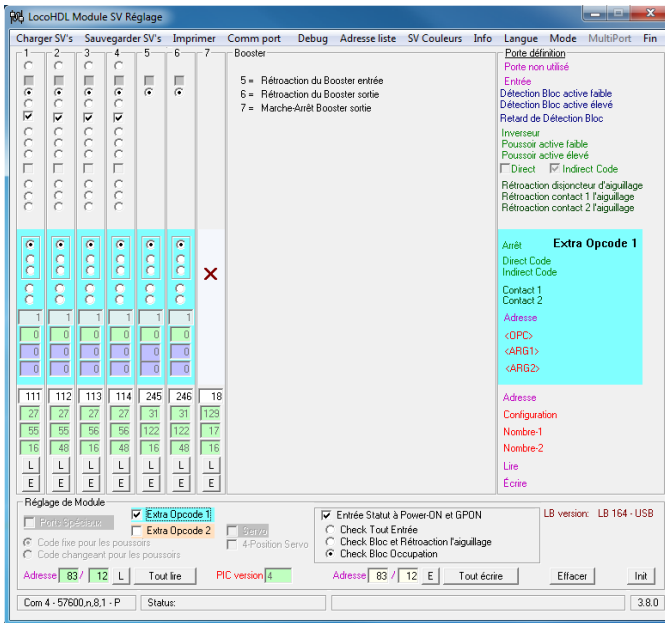 LocoHDL Module SV Réglage
Charger SV's Sauvegarder SV's Imprimer Comm port Debug Adresse liste SV Couleurs Info Langue Mode MultiPort Fin
1 2 3 4 5 6 7 Booster
5 = Rétroaction du Booster entrée
6 = Rétroaction du Booster sortie
7 = Marche-Arrêt Booster sortie
Porte définition
Porte non utilisé
Entrée
Détection Bloc active faible
Détection Bloc active élevé
Retard de Détection Bloc
Inverseur
Poussoir active faible
Poussoir active élevé
Direct Indirect Code
Rétroaction disjoncteur d'aiguillage
Rétroaction contact 1 l'aiguillage
Rétroaction contact 2 l'aiguillage
Arrêt Extra Opcode 1
Direct Code
Indirect Code
Contact 1
Contact 2
1 1 1 1 1 1 Adresse
0 0 0 0 0 0 <OPC>
0 0 0 0 0 0 <ARG1>
0 0 0 0 0 0 <ARG2>
111 112 113 114 245 246 18 Adresse
27 27 27 27 31 31 129 Configuration
55 55 56 56 122 122 17 Nombre-1
16 48 16 48 16 48 16 Nombre-2
L L L L L L L Lire
E E E E E E E Écrire
Réglage de Module
Ports Spéciaux
Code fixe pour les poussoirs
Code changeant pour les poussoirs
Extra Opcode 1
Extra Opcode 2
Servo
4-Position Servo
Entrée Statut à Power-ON et GPON
Check Tout Entrée
Check Bloc et Rétroaction l'aiguillage
Check Bloc Occupation
LB version: LB 164 - USB
Adresse 83 / 12 L Tout lire PIC version 4 Adresse 83 / 12 E Tout écrire Effacer Init
Com 4 - 57600,n,8,1 - P Status: 3.8.0